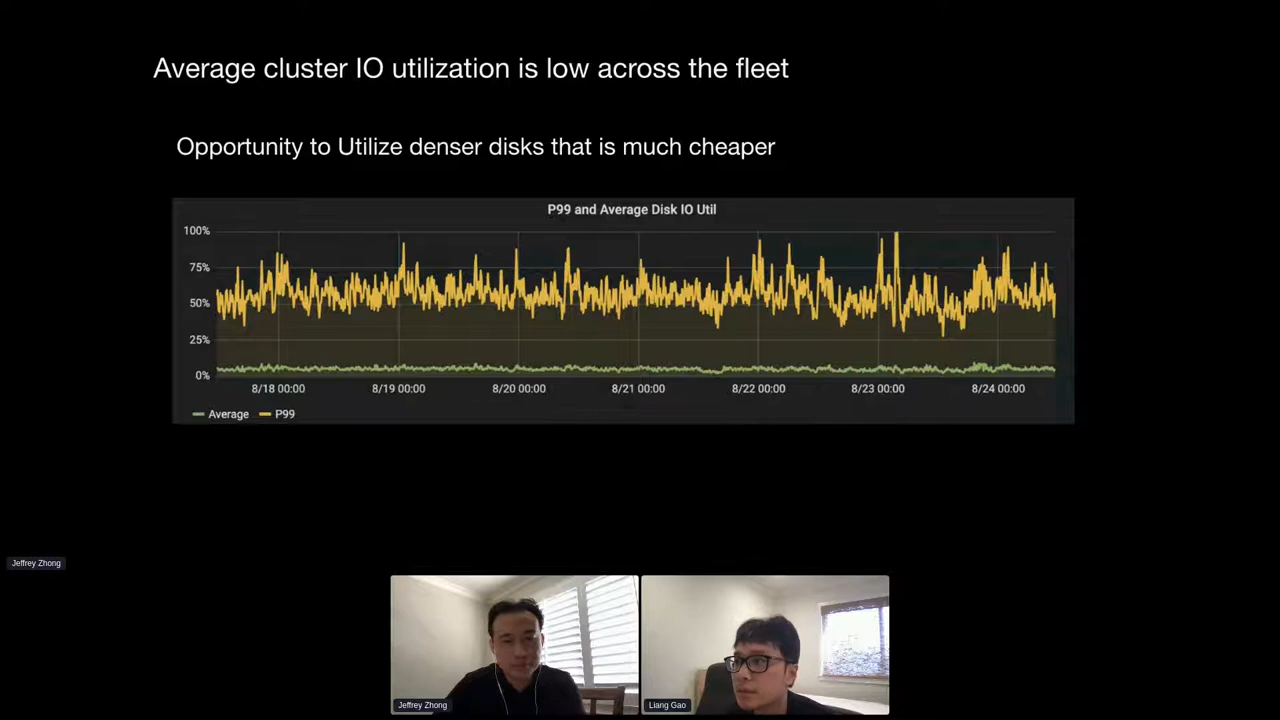 Average cluster IO utilization is low across the fleet
Opportunity to Utilize denser disks that is much cheaper
P99 and Average Disk IO Util
100%
75%
50%
25%
0%
8/18 00:00 8/19 00:00 8/20 00:00 8/21 00:00 8/22 00:00 8/23 00:00 8/24 00:00
Average P99
Jeffrey Zhong
Jeffrey Zhong Liang Gao